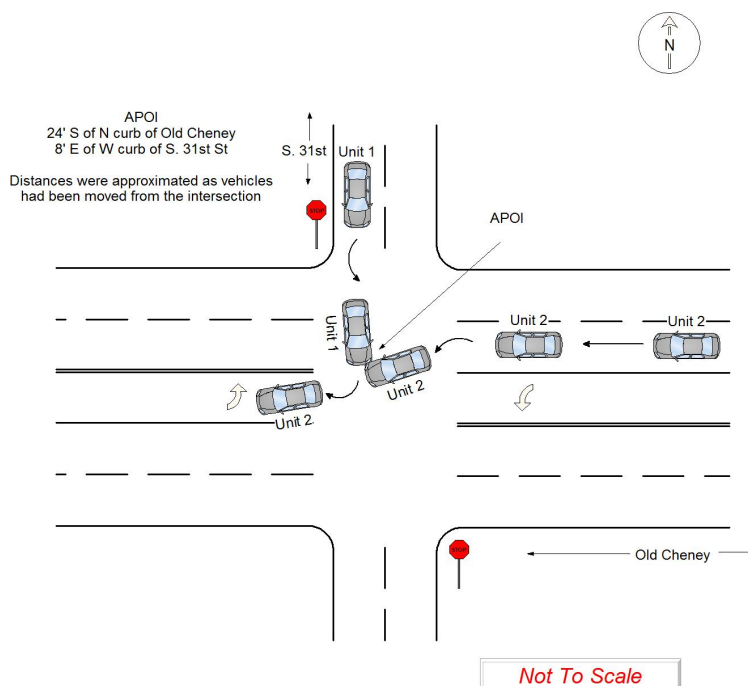 N
APOI
24' S of N curb of Old Cheney
8' E of W curb of S. 31st St
Distances were approximated as vehicles
had been moved from the intersection
S. 31st
Unit 1
STOP
APOI
Unit 1
Unit 2
Unit 2
Unit 2
Unit 2
STOP
Old Cheney
Not To Scale